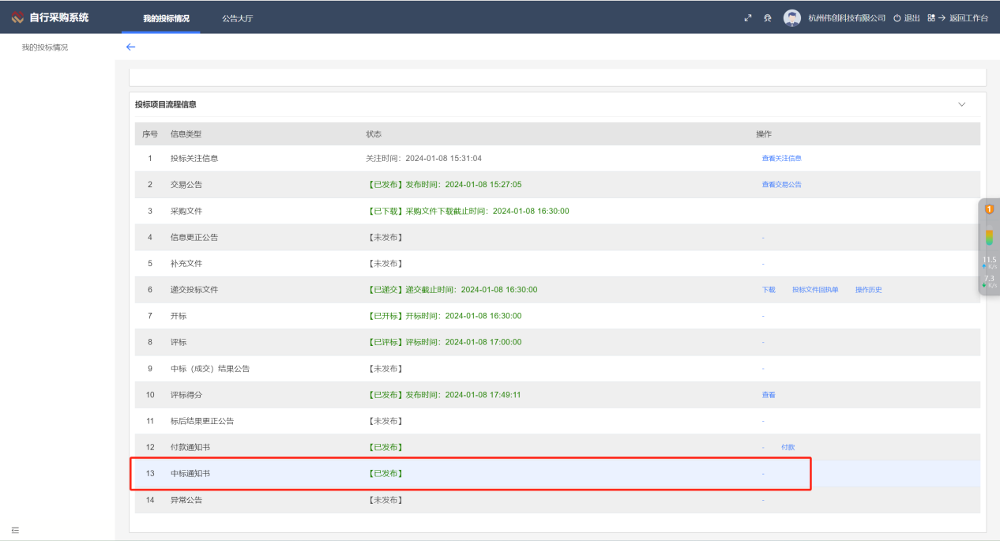 自行采购系统 我的投标情况 公告大厅 杭州伟创科技有限公司 退出 返回工作台
我的投标情况
投标项目流程信息
序号 信息类型 状态 操作
1 投标关注信息 关注时间：2024-01-08 15:31:04 查看关注信息
2 交易公告 【已发布】发布时间：2024-01-08 15:27:05 查看交易公告
3 采购文件 【已下载】采购文件下载截止时间：2024-01-08 16:30:00
4 信息更正公告 【未发布】 -
5 补充文件 【未发布】 -
6 递交投标文件 【已递交】递交截止时间：2024-01-08 16:30:00 下载 投标文件回执单 操作历史
7 开标 【已开标】开标时间：2024-01-08 16:30:00 -
8 评标 【已评标】评标时间：2024-01-08 17:00:00 -
9 中标（成交）结果公告 【未发布】 -
10 评标得分 【已发布】发布时间：2024-01-08 17:49:11 查看
11 标后结果更正公告 【未发布】 -
12 付款通知书 【已发布】 - 付款
13 中标通知书 【已发布】 -
14 异常公告 【未发布】 -
1
11.5
K/s
7.3
K/s